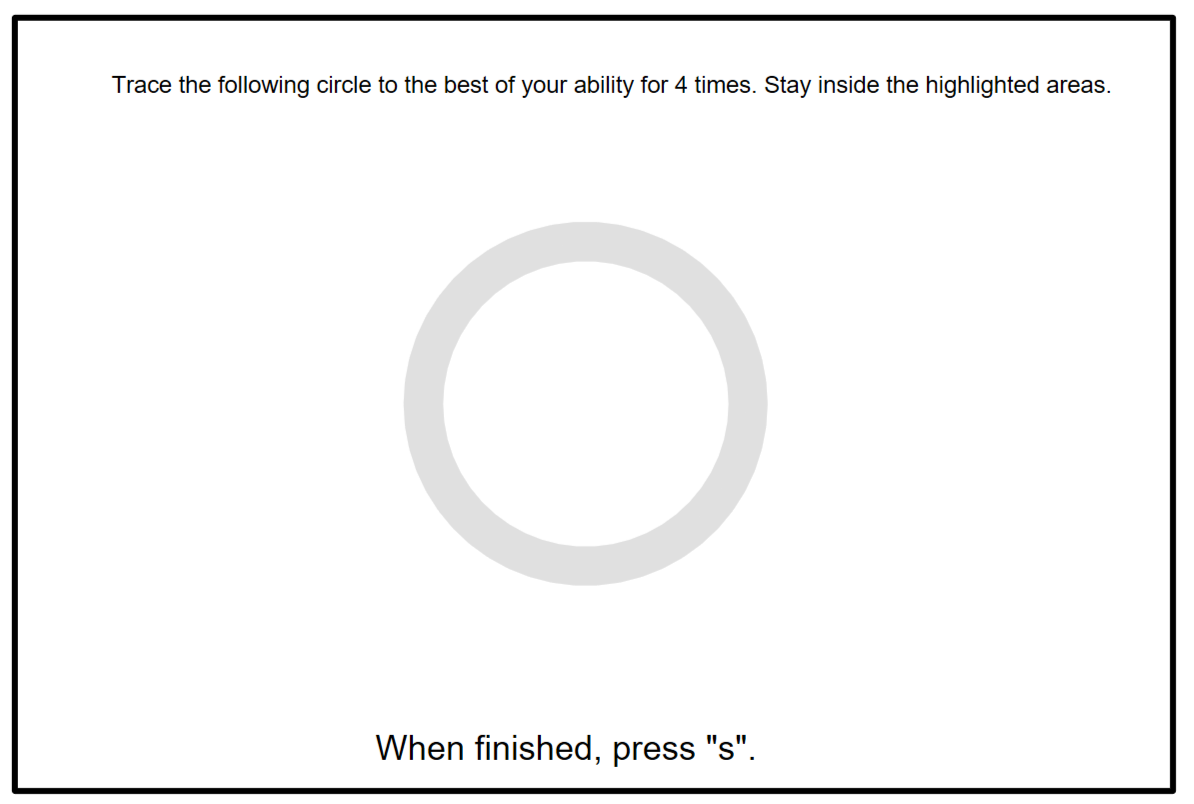 Trace the following circle to the best of your ability for 4 times. Stay inside the highlighted areas.
When finished, press "s".